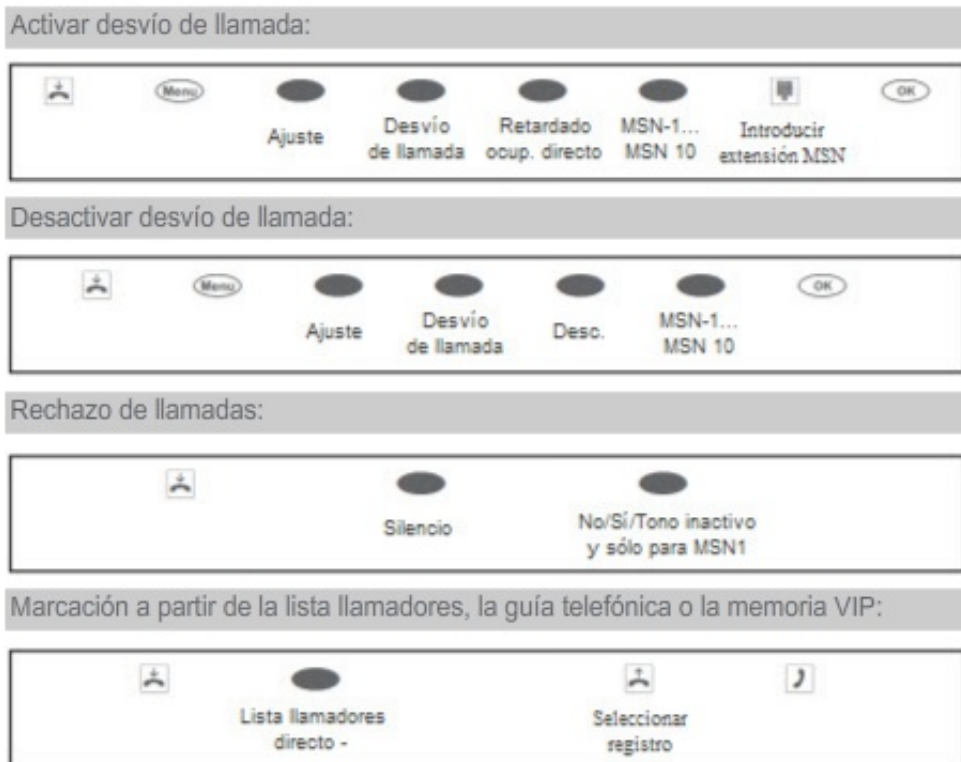 Activar desvío de llamada:
Menu
OK
Ajuste
Desvío
de llamada
Retardado
ocup. directo
MSN-1...
MSN 10
Introducir
extensión MSN
Desactivar desvío de llamada:
Menu
OK
Ajuste
Desvío
de llamada
Desc.
MSN-1...
MSN 10
Rechazo de llamadas:
Silencio
No/Sí/Tono inactivo
y sólo para MSN1
Marcación a partir de la lista llamadores, la guía telefónica o la memoria VIP:
Lista llamadores
directo -
Seleccionar
registro